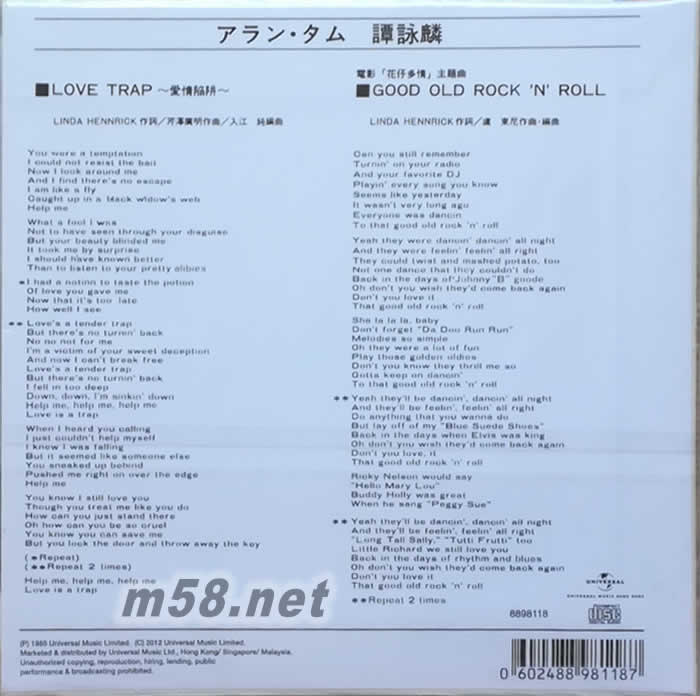 アラン・タム 譚詠麟
■LOVE TRAP ～愛情陥阱～
LINDA HENNRICK 作詞／芹澤廣明作曲／入江 純編曲
You were a temptation
I could not resist the bait
Now I look around me
And I find there's no escape
I am like a fly
Caught up in a black widow's web
Help me
What a fool I was
Not to have seen through your disguise
But your beauty blinded me
It took me by surprise
I should have known better
Than to listen to your pretty alibies
*I had a notion to taste the potion
Of love you gave me
Now that it's too late
How well I see
**Love's a tender trap
But there's no turnin' back
No no not for me
I'm a victim of your sweet deception
And now I can't break free
Love's a tender trap
But there's no turnin' back
I fell in too deep
Down, down, I'm sinkin' down
Help me, help me, help me
Love is a trap
When I heard you calling
I just couldn't help myself
I knew I was falling
But it seemed like someone else
You sneaked up behind
Pushed me right on over the edge
Help me
You know I still love you
Though you treat me like you do
How can you just stand there
Oh how can you be so cruel
You know you can save me
But you lock the door and throw away the key
(*Repeat)
(**Repeat 2 times)
Help me, help me, help me
Love is a trap
電影「花仔多情」主題曲
■GOOD OLD ROCK 'N' ROLL
LINDA HENNRICK 作詞／盧 東尼作曲・編曲
Can you still remember
Turnin' on your radio
And your favorite DJ
Playin' every song you know
Seems like yesterday
It wasn't very long ago
Everyone was dancin
To that good old rock 'n' roll
Yeah they were dancin' dancin' all night
And they were feelin' feelin' all right
They could twist and mashed potato, too
Not one dance that they couldn't do
Back in the days of "Johnny "B" goode
Oh don't you wish they'd come back again
Don't you love it
That good old rock 'n' roll
Sha la la la, baby
Don't forget "Da Doo Run Run"
Melodies so simple
Oh they were a lot of fun
Play those golden oldies
Don't you know they thrill me so
Gotta keep on dancin'
To that good old rock 'n' roll
**Yeah they'll be dancin', dancin' all night
And they'll be feelin', feelin' all right
Do anything that you wanna do
But lay off of my "Blue Suede Shoes"
Back in the days when Elvis was king
Oh don't you wish they'd come back again
Don't you love, it
That good old rock 'n' roll
Ricky Nelson would say
"Hello Mary Lou"
Buddy Holly was great
When he sang "Peggy Sue"
**Yeah they'll be dancin', dancin' all night
And they'll be feelin', feelin' all right
"Long Tall Sally," "Tutti Frutti" too
Little Richard we still love you
Back in the days of rhythm and blues
Oh don't you wish they'd come back again
Don't you love it
That good old rock 'n' roll
**Repeat 2 times
8898118
UNIVERSAL
COMPACT disc DIGITAL AUDIO
m58.net
(P) 1985 Universal Music Limited. (C) 2012 Universal Music Limited.
Marketed & distributed by Universal Music Ltd., Hong Kong/ Singapore/ Malaysia.
Unauthorized copying, reproduction, hiring, lending, public
performance & broadcasting prohibited.
0 602488 981187